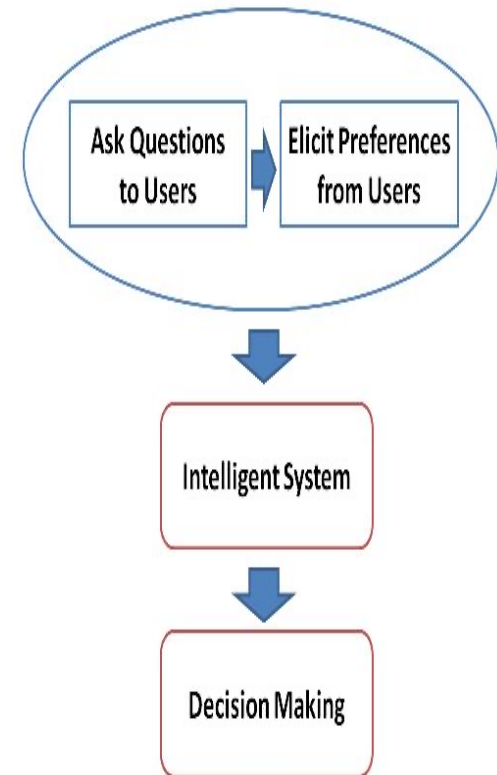 Ask Questions
to Users
Elicit Preferences
from Users
Intelligent System
Decision Making